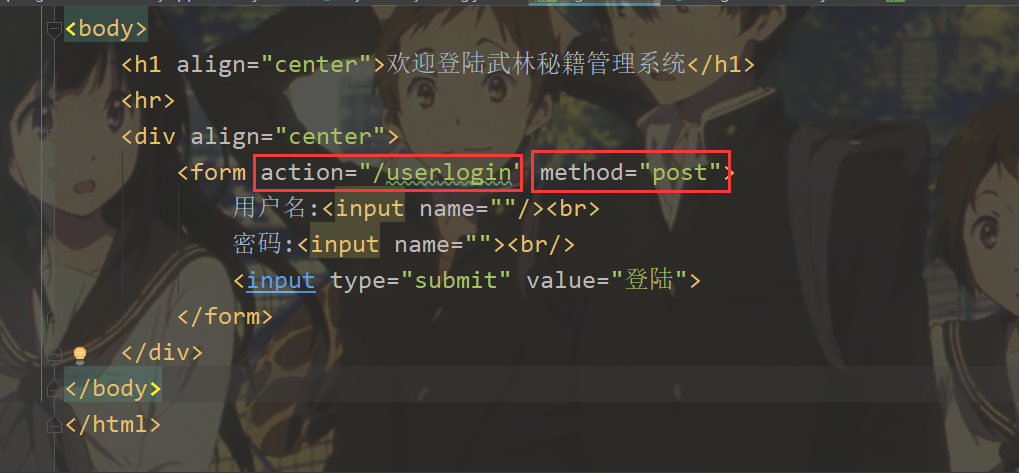 <body>
<h1 align="center">欢迎登陆武林秘籍管理系统</h1>
<hr>
<div align="center">
<form action="/userlogin" method="post">
用户名:<input name=""/><br>
密码:<input name=""><br/>
<input type="submit" value="登陆">
</form>
</div>
</body>
</html>